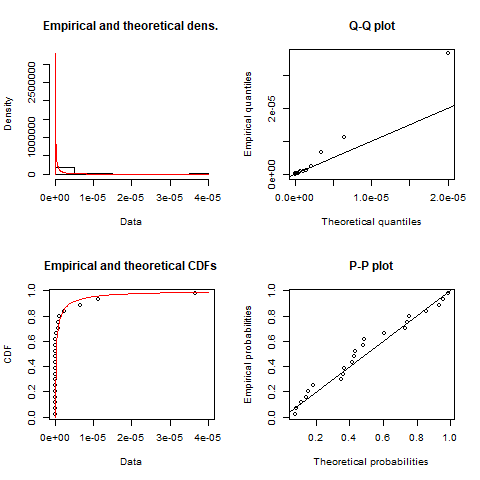 Empirical and theoretical dens.
Density
0 1000000 2500000
0e+00 1e-05 2e-05 3e-05 4e-05
Data
Q-Q plot
Empirical quantiles
0e+00 2e-05
0.0e+00 1.0e-05 2.0e-05
Theoretical quantiles
Empirical and theoretical CDFs
CDF
0.0 0.2 0.4 0.6 0.8 1.0
0e+00 1e-05 2e-05 3e-05 4e-05
Data
P-P plot
Empirical probabilities
0.0 0.2 0.4 0.6 0.8 1.0
0.2 0.4 0.6 0.8 1.0
Theoretical probabilities